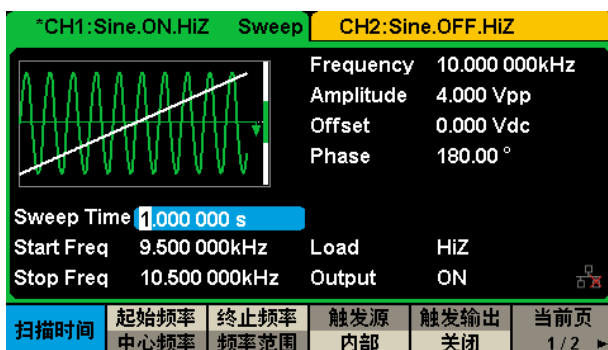 *CH1:Sine.ON.HiZ Sweep CH2:Sine.OFF.HiZ
Frequency 10.000 000kHz
Amplitude 4.000 Vpp
Offset 0.000 Vdc
Phase 180.00 °
Sweep Time 1.000 000 s
Start Freq 9.500 000kHz Load HiZ
Stop Freq 10.500 000kHz Output ON
扫描时间 起始频率 终止频率 触发源 触发输出 当前页
中心频率 频率范围 内部 关闭 1/2 ►